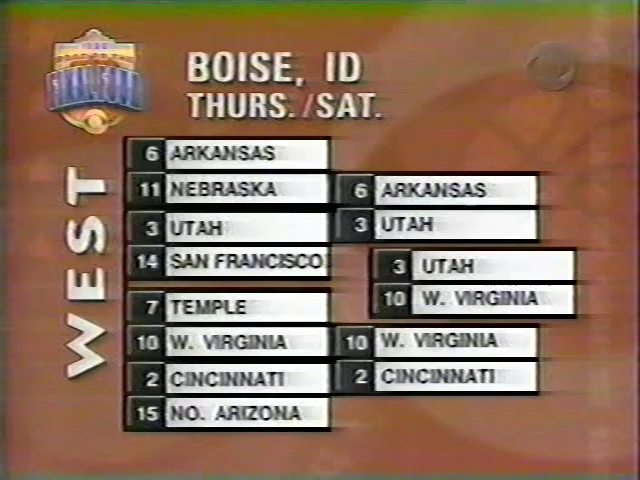 BOISE, ID
THURS./SAT.
WEST
6 ARKANSAS
11 NEBRASKA
3 UTAH
14 SAN FRANCISCO
7 TEMPLE
10 W. VIRGINIA
2 CINCINNATI
15 NO. ARIZONA
6 ARKANSAS
3 UTAH
10 W. VIRGINIA
2 CINCINNATI
3 UTAH
10 W. VIRGINIA